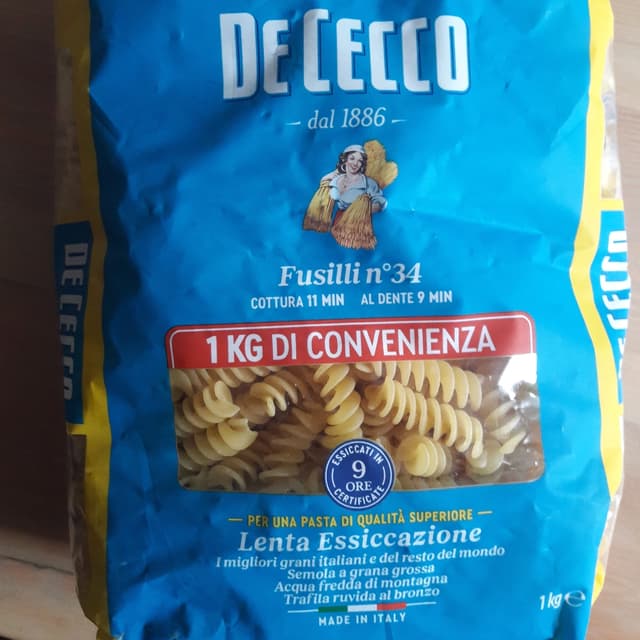 DE CECCO
dal 1886
Fusilli n°34
COTTURA 11 MIN AL DENTE 9 MIN
1 KG DI CONVENIENZA
ESSICCATI IN
9
ORE
CERTIFICATE
PER UNA PASTA DI QUALITÀ SUPERIORE
Lenta Essiccazione
I migliori grani italiani e del resto del mondo
Semola a grana grossa
Acqua fredda di montagna
Trafila ruvida al bronzo
MADE IN ITALY
1 kg e
DE CECCO
DE CECCO